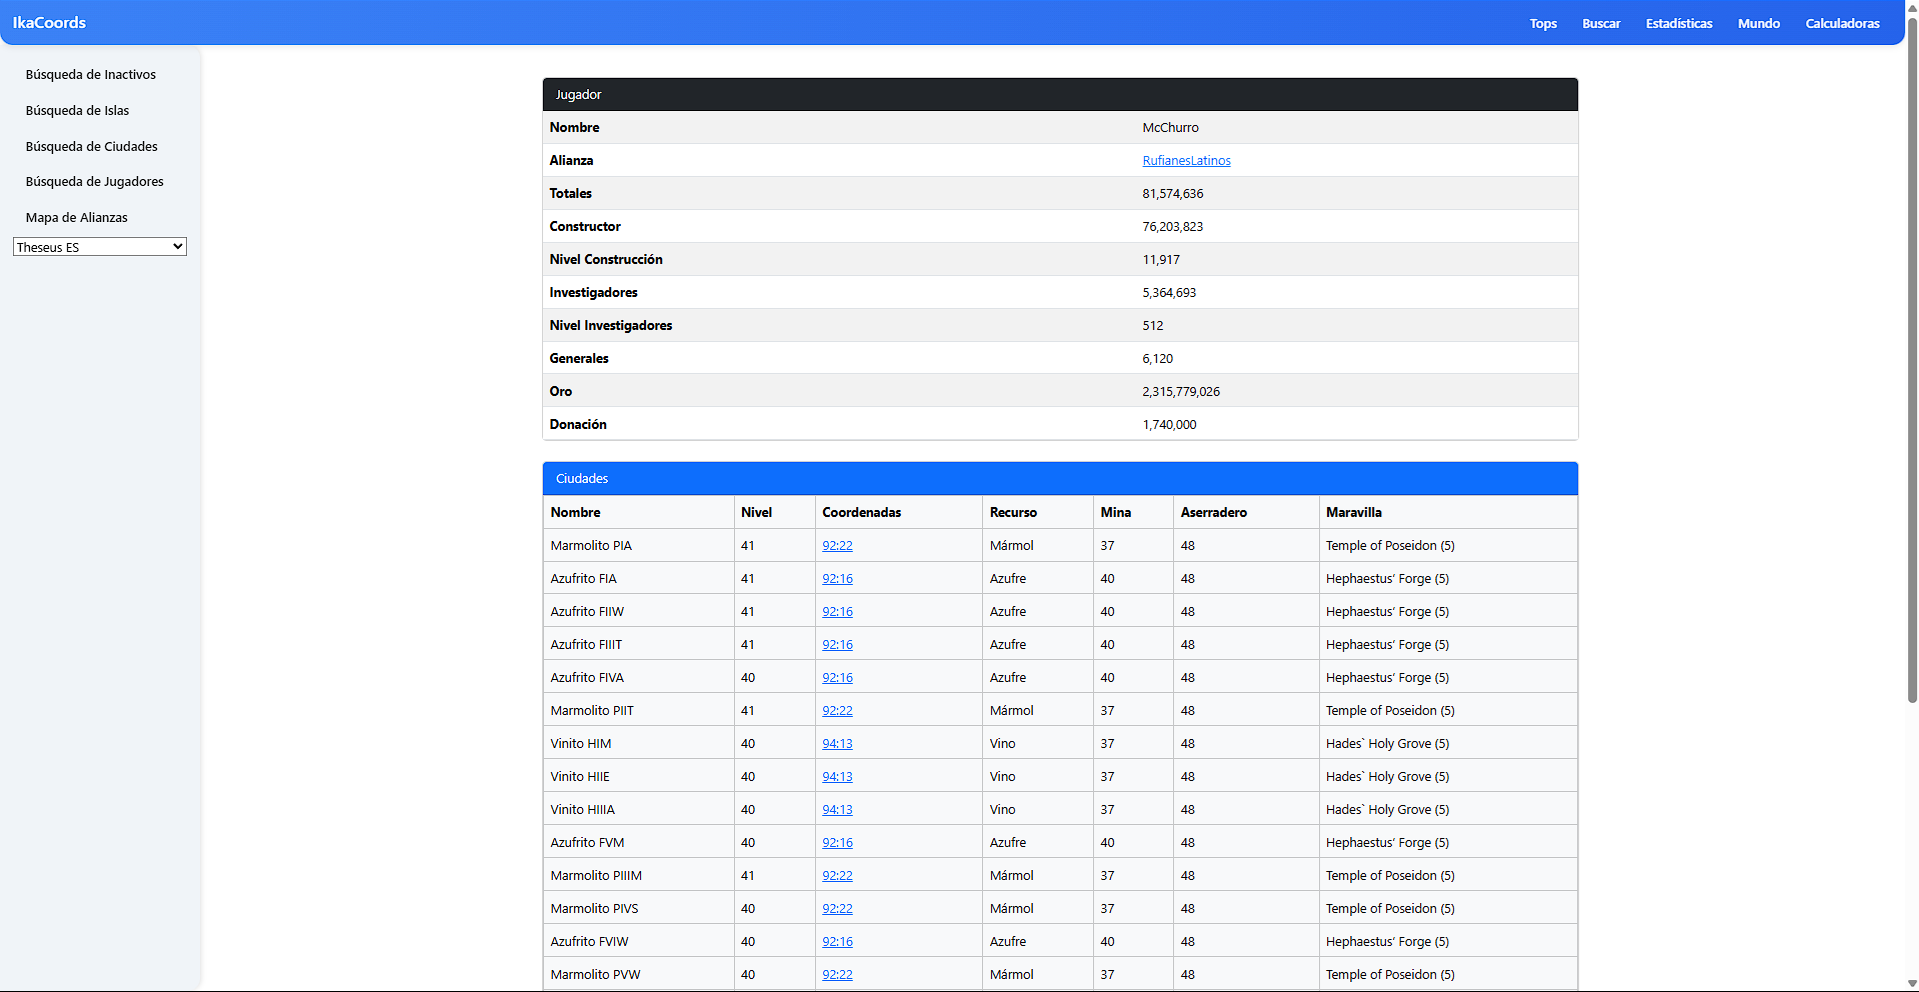 IkaCoords
Tops Buscar Estadísticas Mundo Calculadoras
Búsqueda de Inactivos
Búsqueda de Islas
Búsqueda de Ciudades
Búsqueda de Jugadores
Mapa de Alianzas
Theseus ES
Jugador
Nombre McChurro
Alianza RufianesLatinos
Totales 81,574,636
Constructor 76,203,823
Nivel Construcción 11,917
Investigadores 5,364,693
Nivel Investigadores 512
Generales 6,120
Oro 2,315,779,026
Donación 1,740,000
Ciudades
Nombre Nivel Coordenadas Recurso Mina Aserradero Maravilla
Marmolito PIA 41 92:22 Mármol 37 48 Temple of Poseidon (5)
Azufrito FIA 41 92:16 Azufre 40 48 Hephaestus’ Forge (5)
Azufrito FIIW 41 92:16 Azufre 40 48 Hephaestus’ Forge (5)
Azufrito FIIIT 41 92:16 Azufre 40 48 Hephaestus’ Forge (5)
Azufrito FIVA 40 92:16 Azufre 40 48 Hephaestus’ Forge (5)
Marmolito PIIT 41 92:22 Mármol 37 48 Temple of Poseidon (5)
Vinito HIM 40 94:13 Vino 37 48 Hades` Holy Grove (5)
Vinito HIIE 40 94:13 Vino 37 48 Hades` Holy Grove (5)
Vinito HIIIA 40 94:13 Vino 37 48 Hades` Holy Grove (5)
Azufrito FVM 40 92:16 Azufre 40 48 Hephaestus’ Forge (5)
Marmolito PIIIM 41 92:22 Mármol 37 48 Temple of Poseidon (5)
Marmolito PIVS 40 92:22 Mármol 37 48 Temple of Poseidon (5)
Azufrito FVIW 40 92:16 Azufre 40 48 Hephaestus’ Forge (5)
Marmolito PVW 40 92:22 Mármol 37 48 Temple of Poseidon (5)